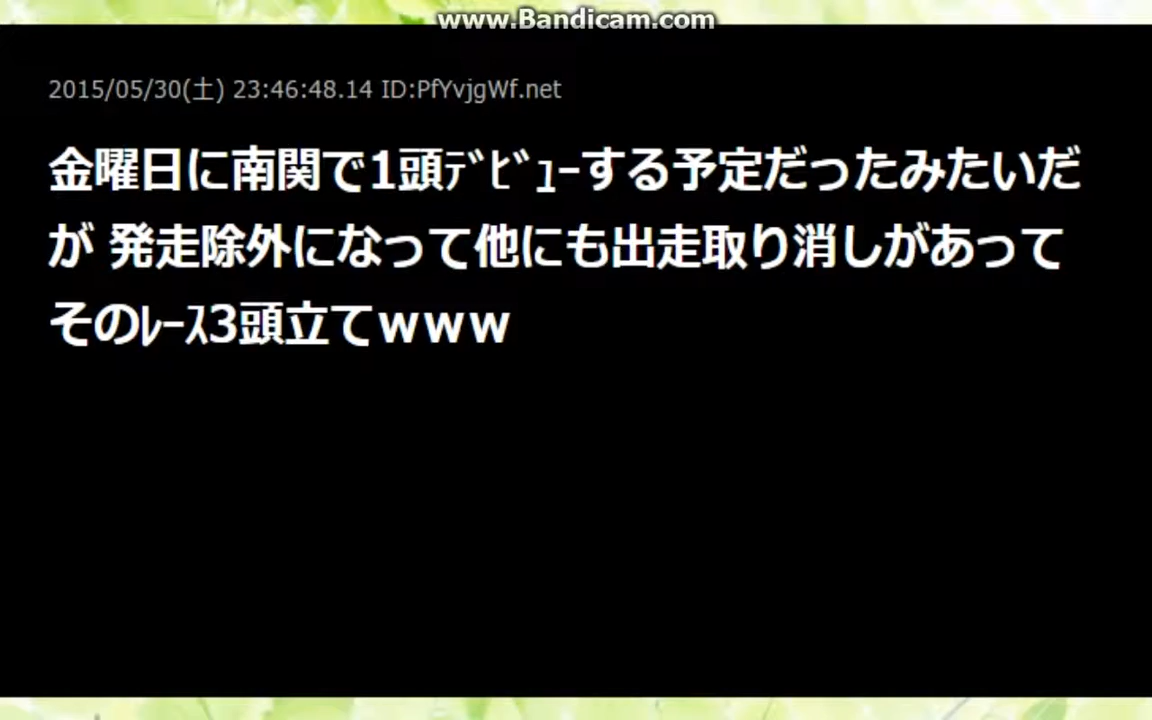 www.Bandicam.com
2015/05/30(土) 23:46:48.14 ID:PfYvjgWf.net
金曜日に南関で1頭ﾃﾞﾋﾞｭｰする予定だったみたいだ
が 発走除外になって他にも出走取り消しがあって
そのﾚｰｽ3頭立てwww